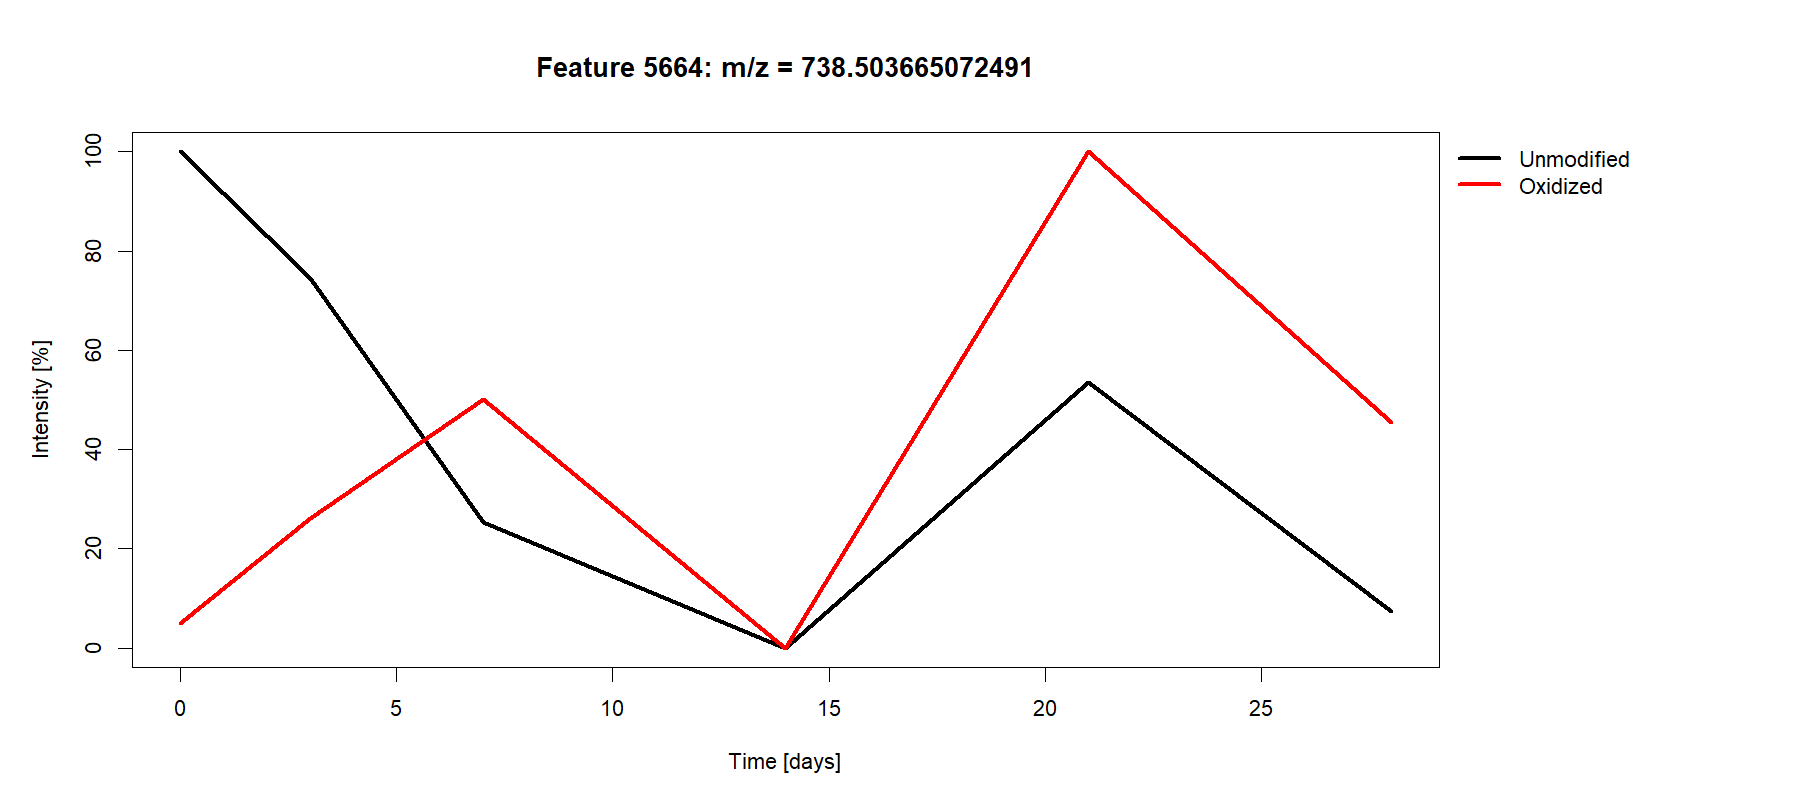 Feature 5664: m/z = 738.503665072491
Unmodified
Oxidized
Intensity [%]
100
80
60
40
20
0
0 5 10 15 20 25
Time [days]